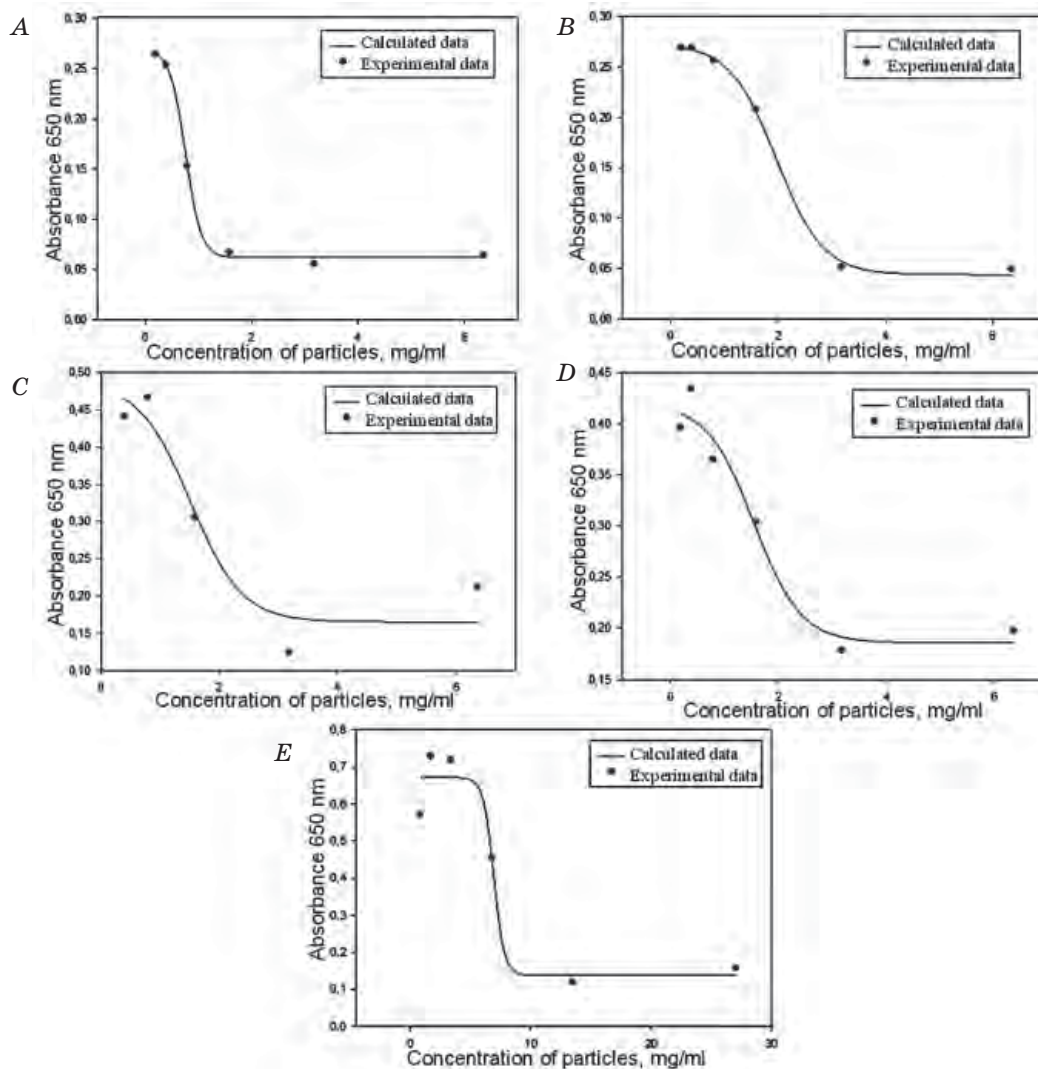 A
0,30
0,25
0,20
0,15
0,10
0,05
0,00
Absorbance 650 nm
Calculated data
Experimental data
0 2 4 6
Concentration of particles, mg/ml
B
0,30
0,25
0,20
0,15
0,10
0,05
0,00
Absorbance 650 nm
Calculated data
Experimental data
0 2 4 6
Concentration of particles, mg/ml
C
0,50
0,45
0,40
0,35
0,30
0,25
0,20
0,15
0,10
Absorbance 650 nm
Calculated data
Experimental data
0 2 4 6
Concentration of particles, mg/ml
D
0,45
0,40
0,35
0,30
0,25
0,20
0,15
Absorbance 650 nm
Calculated data
Experimental data
0 2 4 6
Concentration of particles, mg/ml
E
0,8
0,7
0,6
0,5
0,4
0,3
0,2
0,1
0,0
Absorbance 650 nm
Calculated data
Experimental data
0 10 20 30
Concentration of particles, mg/ml